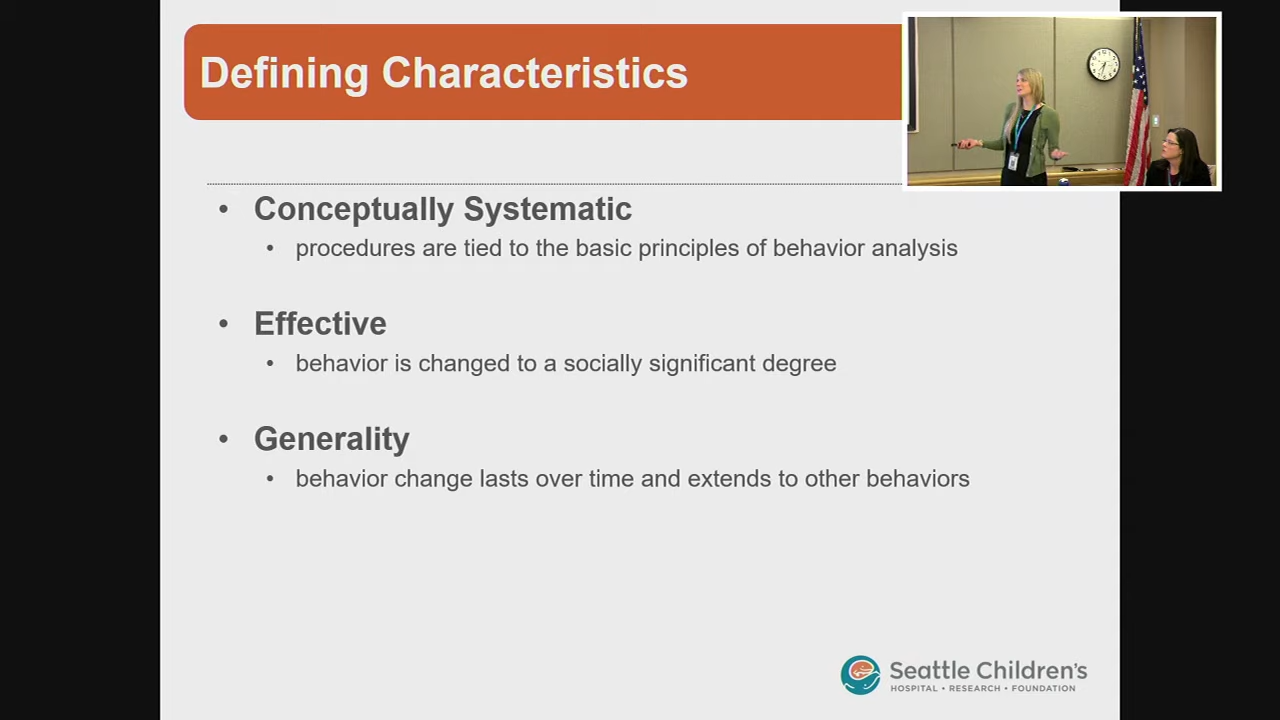 Defining Characteristics
• Conceptually Systematic
• procedures are tied to the basic principles of behavior analysis
• Effective
• behavior is changed to a socially significant degree
• Generality
• behavior change lasts over time and extends to other behaviors
Seattle Children's
HOSPITAL • RESEARCH • FOUNDATION